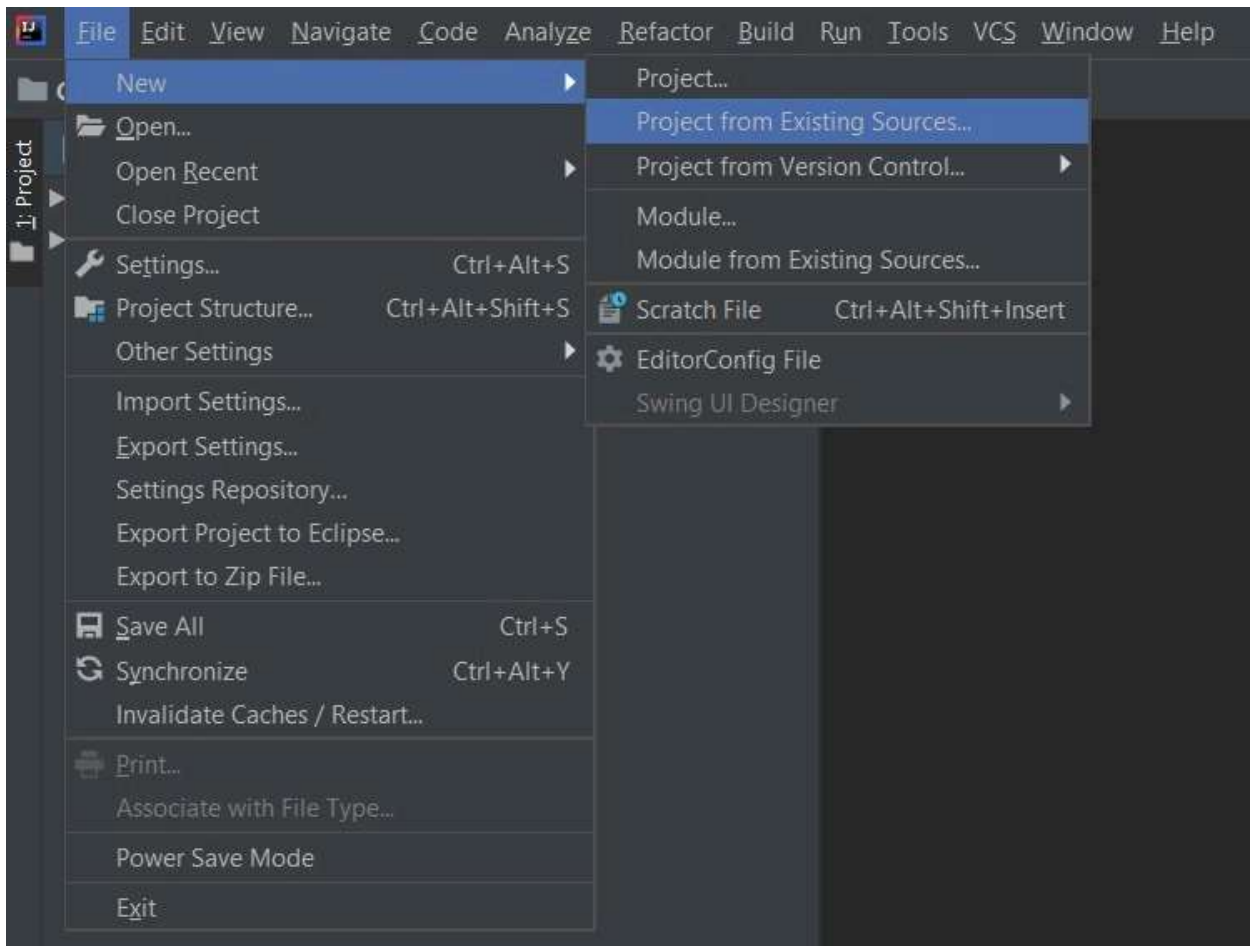 IJ
File Edit View Navigate Code Analyze Refactor Build Run Tools VCS Window Help
1: Project
New
Open...
Open Recent
Close Project
Settings... Ctrl+Alt+S
Project Structure... Ctrl+Alt+Shift+S
Other Settings
Import Settings...
Export Settings...
Settings Repository...
Export Project to Eclipse...
Export to Zip File...
Save All Ctrl+S
Synchronize Ctrl+Alt+Y
Invalidate Caches / Restart...
Print...
Associate with File Type...
Power Save Mode
Exit
Project...
Project from Existing Sources...
Project from Version Control...
Module...
Module from Existing Sources...
Scratch File Ctrl+Alt+Shift+Insert
EditorConfig File
Swing UI Designer